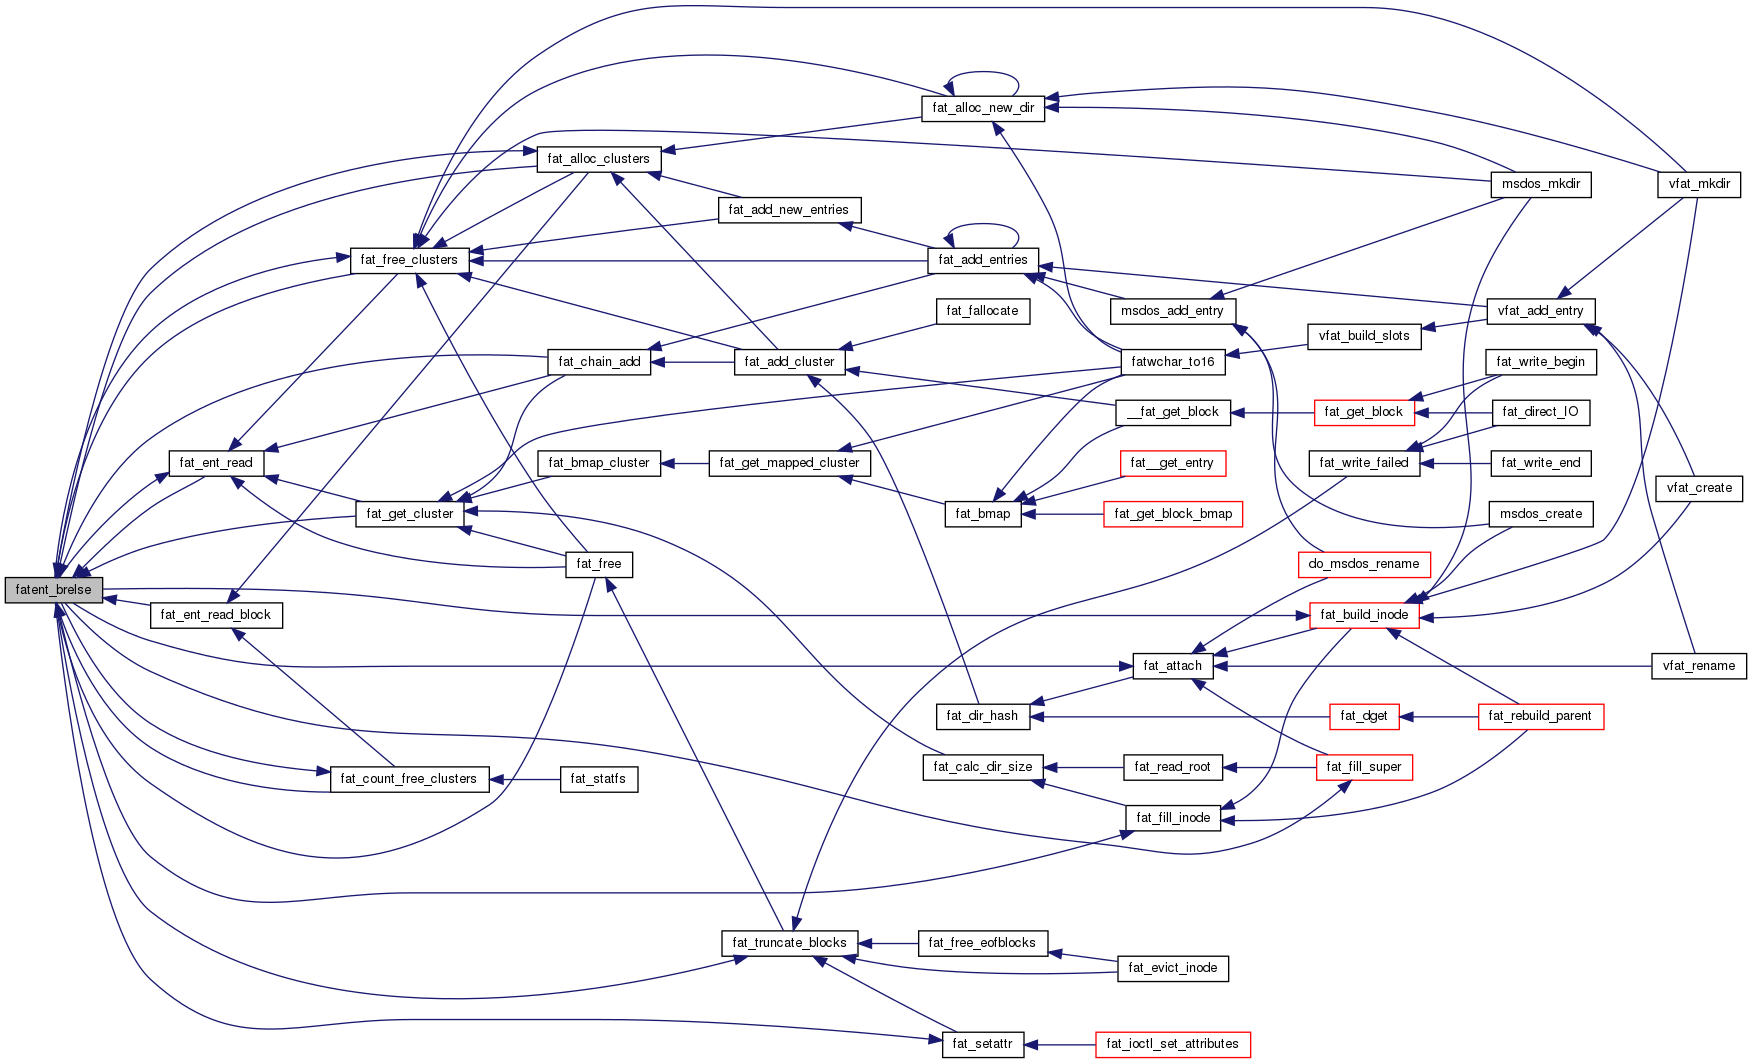 fat_alloc_new_dir
fat_alloc_clusters
msdos_mkdir
vfat_mkdir
fat_add_new_entries
fat_free_clusters
fat_add_entries
fat_fallocate
msdos_add_entry
vfat_add_entry
vfat_build_slots
fat_chain_add
fat_add_cluster
fatwchar_to16
fat_write_begin
__fat_get_block
fat_get_block
fat_direct_IO
fat_ent_read
fat_bmap_cluster
fat_get_mapped_cluster
fat__get_entry
fat_write_failed
fat_write_end
vfat_create
fat_get_cluster
fat_bmap
fat_get_block_bmap
msdos_create
fat_free
do_msdos_rename
fatent_brelse
fat_ent_read_block
fat_build_inode
fat_attach
vfat_rename
fat_dir_hash
fat_dget
fat_rebuild_parent
fat_count_free_clusters
fat_statfs
fat_calc_dir_size
fat_read_root
fat_fill_super
fat_fill_inode
fat_truncate_blocks
fat_free_eofblocks
fat_evict_inode
fat_setattr
fat_ioctl_set_attributes